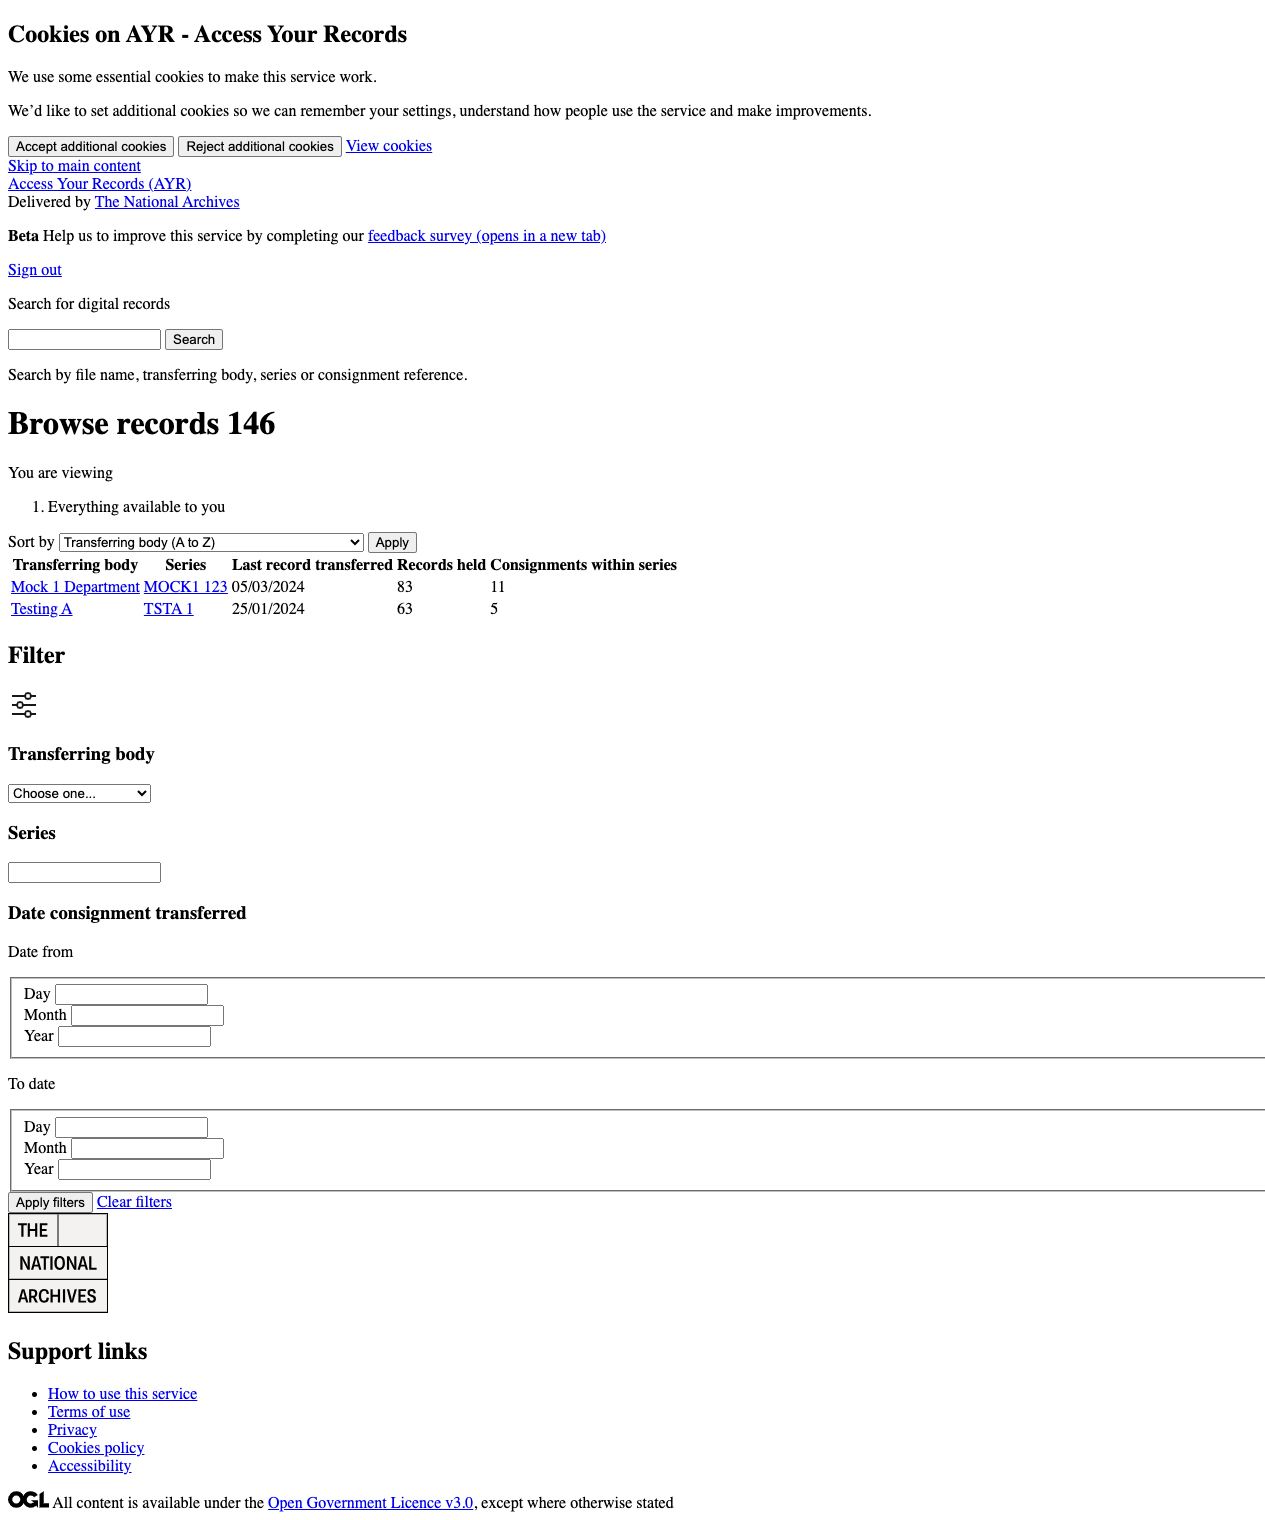 Cookies on AYR - Access Your Records
We use some essential cookies to make this service work.
We’d like to set additional cookies so we can remember your settings, understand how people use the service and make improvements.
Accept additional cookies Reject additional cookies View cookies
Skip to main content
Access Your Records (AYR)
Delivered by The National Archives
Beta Help us to improve this service by completing our feedback survey (opens in a new tab)
Sign out
Search for digital records
Search
Search by file name, transferring body, series or consignment reference.
Browse records 146
You are viewing
1. Everything available to you
Sort by Transferring body (A to Z) Apply
Transferring body Series Last record transferred Records held Consignments within series
Mock 1 Department MOCK1 123 05/03/2024 83 11
Testing A TSTA 1 25/01/2024 63 5
Filter
Transferring body
Choose one...
Series
Date consignment transferred
Date from
Day
Month
Year
To date
Day
Month
Year
Apply filters Clear filters
THE
NATIONAL
ARCHIVES
Support links
How to use this service
Terms of use
Privacy
Cookies policy
Accessibility
OGL All content is available under the Open Government Licence v3.0, except where otherwise stated